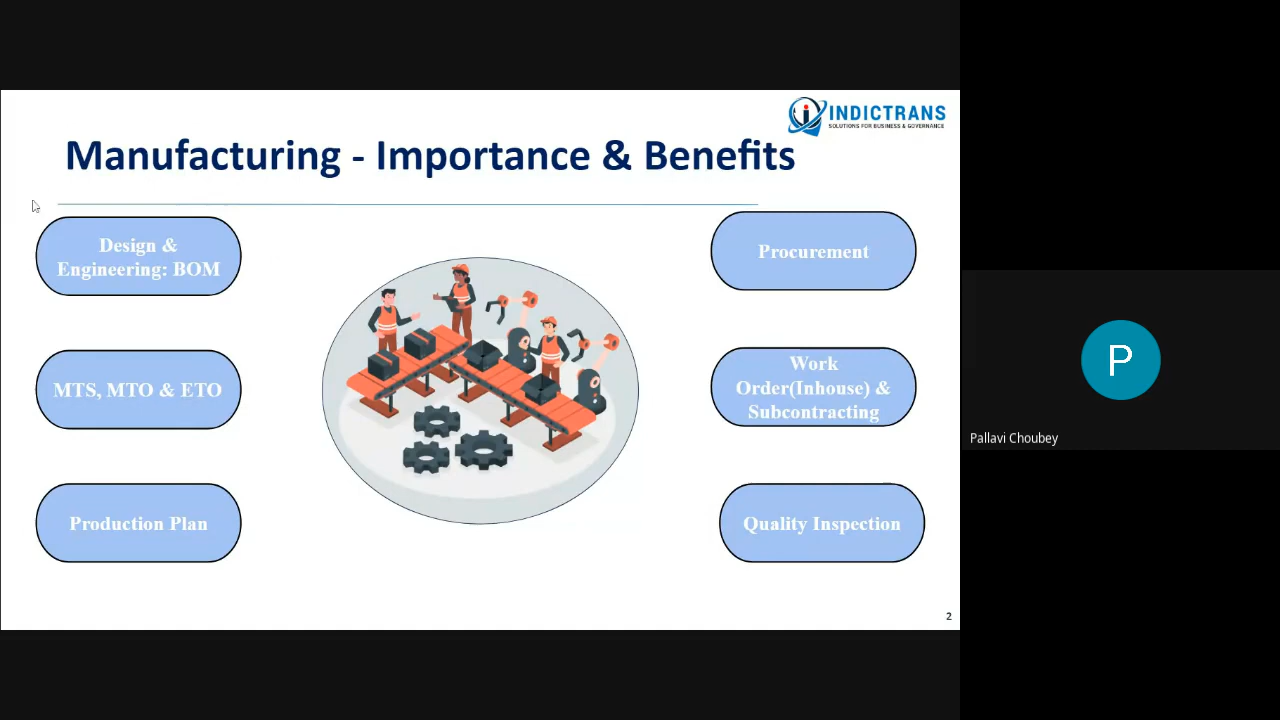 INDICTRANS
SOLUTIONS FOR BUSINESS & GOVERNANCE
Manufacturing - Importance & Benefits
Design &
Engineering: BOM
Procurement
MTS, MTO & ETO
Work
Order(Inhouse) &
Subcontracting
Production Plan
Quality Inspection
2
P
Pallavi Choubey